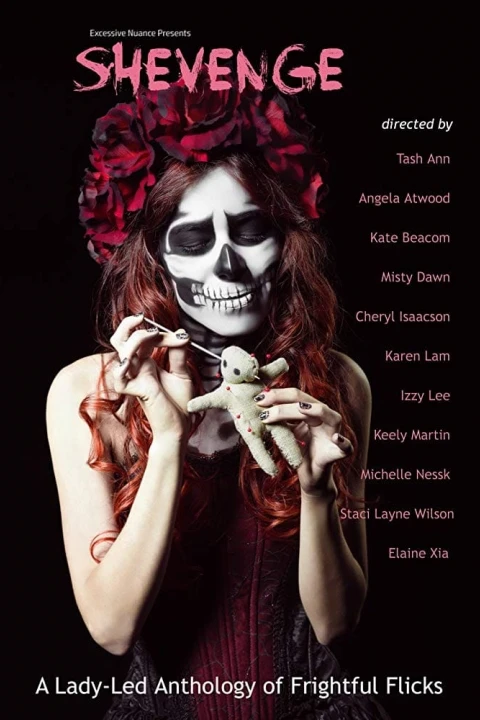 Excessive Nuance Presents
SHEVENGE
directed by
Tash Ann
Angela Atwood
Kate Beacom
Misty Dawn
Cheryl Isaacson
Karen Lam
Izzy Lee
Keely Martin
Michelle Nessk
Staci Layne Wilson
Elaine Xia
A Lady-Led Anthology of Frightful Flicks